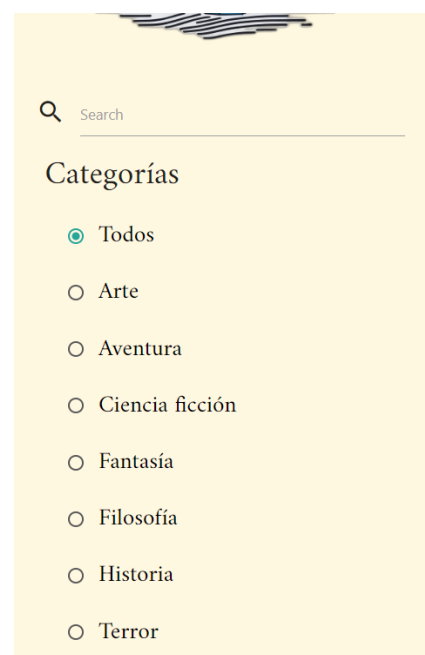 Search
Categorías
Todos
Arte
Aventura
Ciencia ficción
Fantasía
Filosofía
Historia
Terror